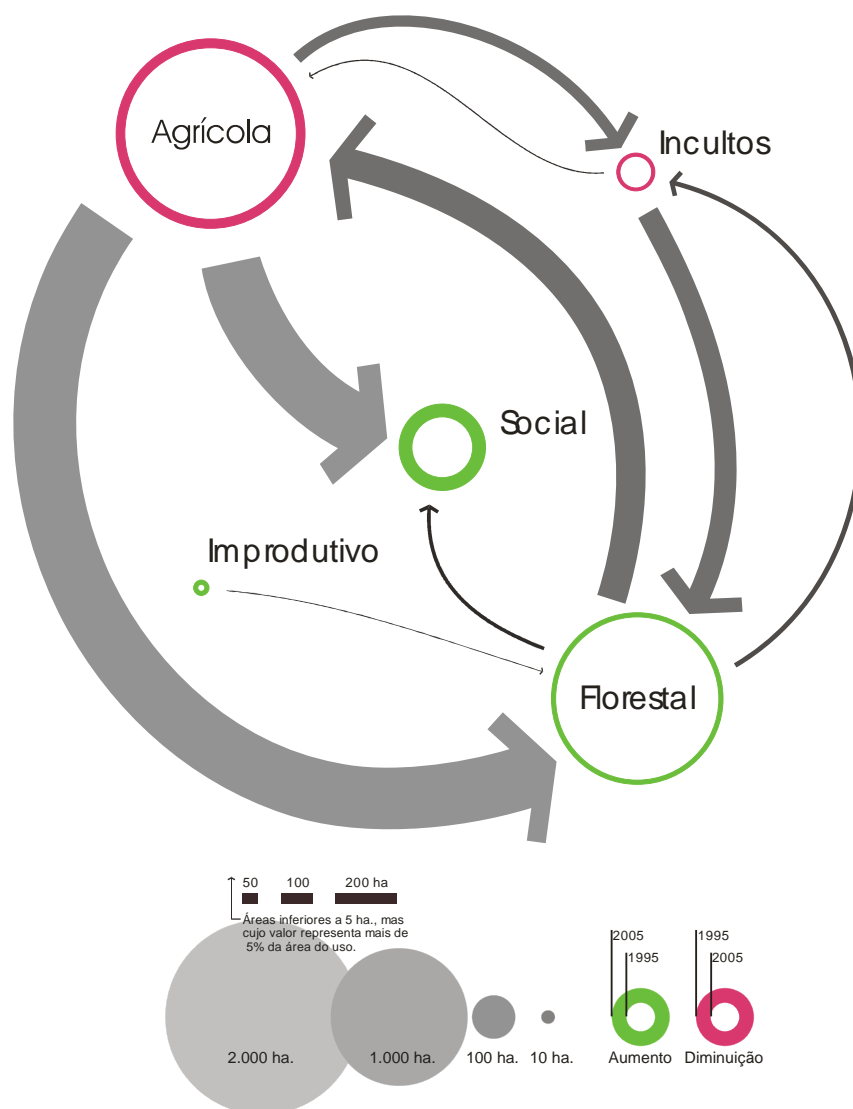 Agrícola
Incultos
Social
Improdutivo
Florestal
50 100 200 ha
Áreas inferiores a 5 ha., mas
cujo valor representa mais de
5% da área do uso.
2005 1995
1995 2005
2.000 ha. 1.000 ha. 100 ha. 10 ha. Aumento Diminuição